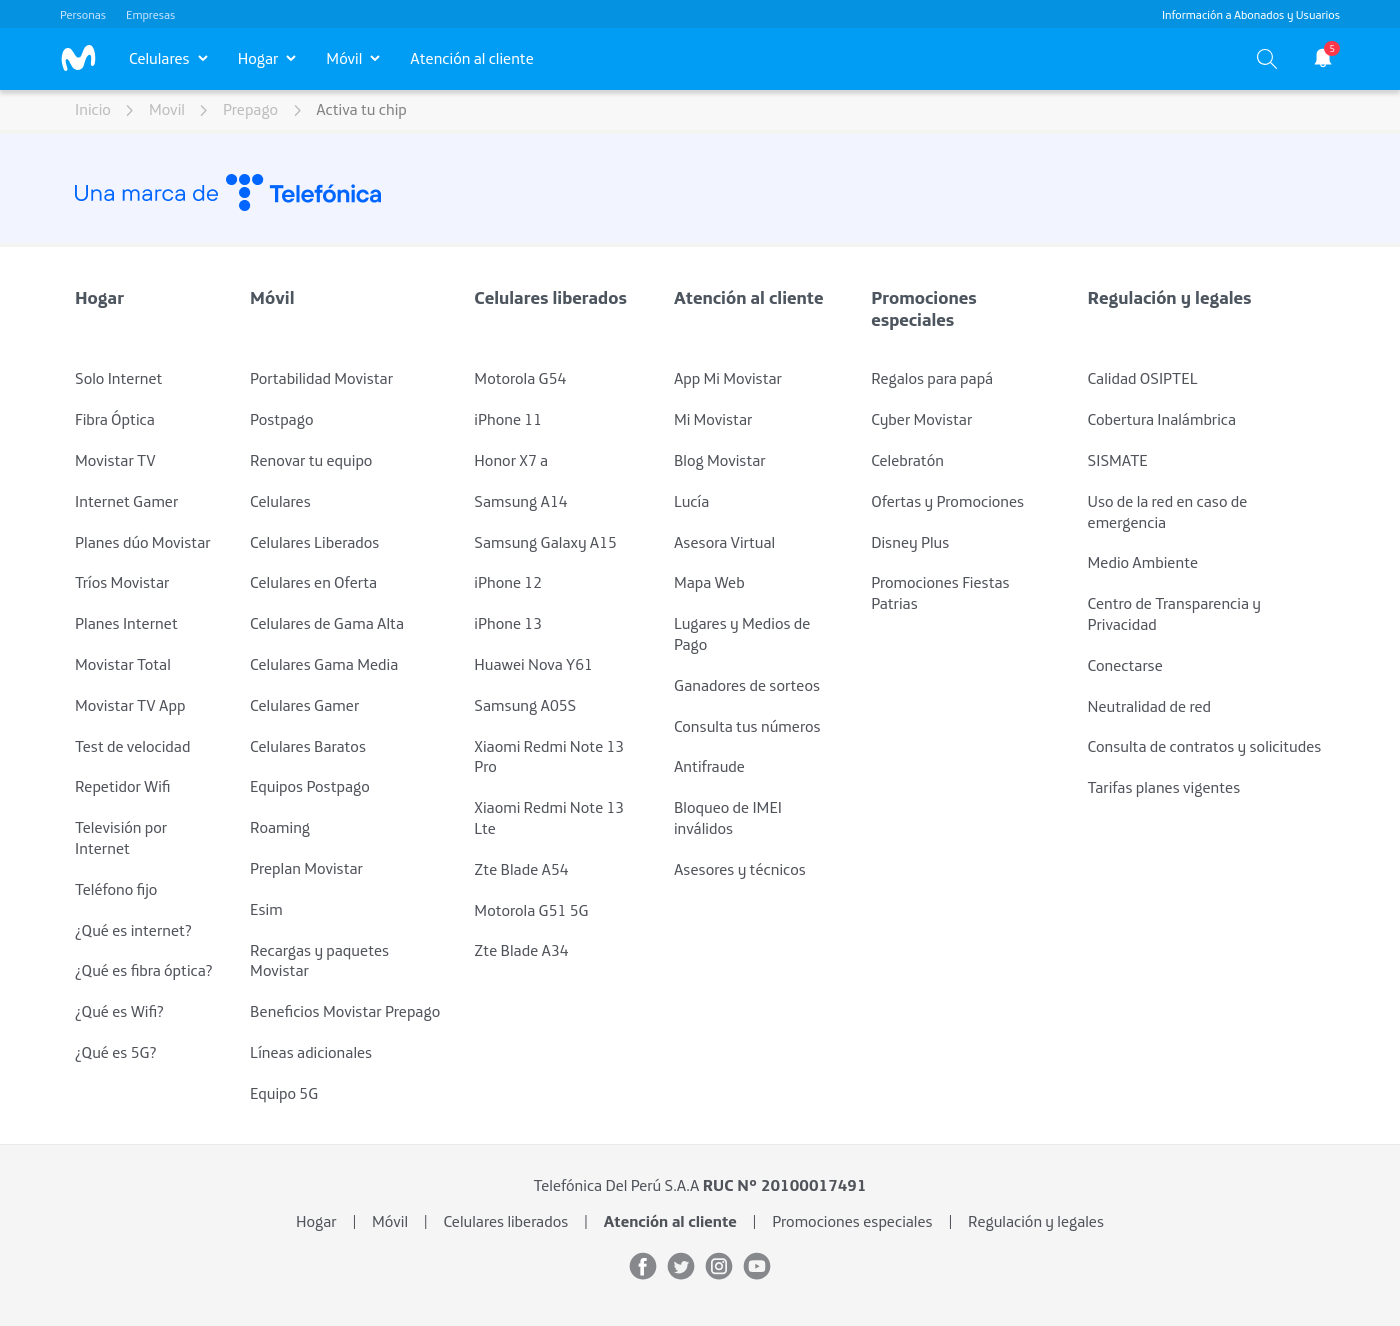 Personas Empresas Información a Abonados y Usuarios
Celulares Hogar Móvil Atención al cliente 5
Inicio Movil Prepago Activa tu chip
Una marca de Telefónica
Hogar
Solo Internet
Fibra Óptica
Movistar TV
Internet Gamer
Planes dúo Movistar
Tríos Movistar
Planes Internet
Movistar Total
Movistar TV App
Test de velocidad
Repetidor Wifi
Televisión por
Internet
Teléfono fijo
¿Qué es internet?
¿Qué es fibra óptica?
¿Qué es Wifi?
¿Qué es 5G?
Móvil
Portabilidad Movistar
Postpago
Renovar tu equipo
Celulares
Celulares Liberados
Celulares en Oferta
Celulares de Gama Alta
Celulares Gama Media
Celulares Gamer
Celulares Baratos
Equipos Postpago
Roaming
Preplan Movistar
Esim
Recargas y paquetes
Movistar
Beneficios Movistar Prepago
Líneas adicionales
Equipo 5G
Celulares liberados
Motorola G54
iPhone 11
Honor X7 a
Samsung A14
Samsung Galaxy A15
iPhone 12
iPhone 13
Huawei Nova Y61
Samsung A05S
Xiaomi Redmi Note 13
Pro
Xiaomi Redmi Note 13
Lte
Zte Blade A54
Motorola G51 5G
Zte Blade A34
Atención al cliente
App Mi Movistar
Mi Movistar
Blog Movistar
Lucía
Asesora Virtual
Mapa Web
Lugares y Medios de
Pago
Ganadores de sorteos
Consulta tus números
Antifraude
Bloqueo de IMEI
inválidos
Asesores y técnicos
Promociones
especiales
Regalos para papá
Cyber Movistar
Celebratón
Ofertas y Promociones
Disney Plus
Promociones Fiestas
Patrias
Regulación y legales
Calidad OSIPTEL
Cobertura Inalámbrica
SISMATE
Uso de la red en caso de
emergencia
Medio Ambiente
Centro de Transparencia y
Privacidad
Conectarse
Neutralidad de red
Consulta de contratos y solicitudes
Tarifas planes vigentes
Telefónica Del Perú S.A.A RUC Nº 20100017491
Hogar | Móvil | Celulares liberados | Atención al cliente | Promociones especiales | Regulación y legales